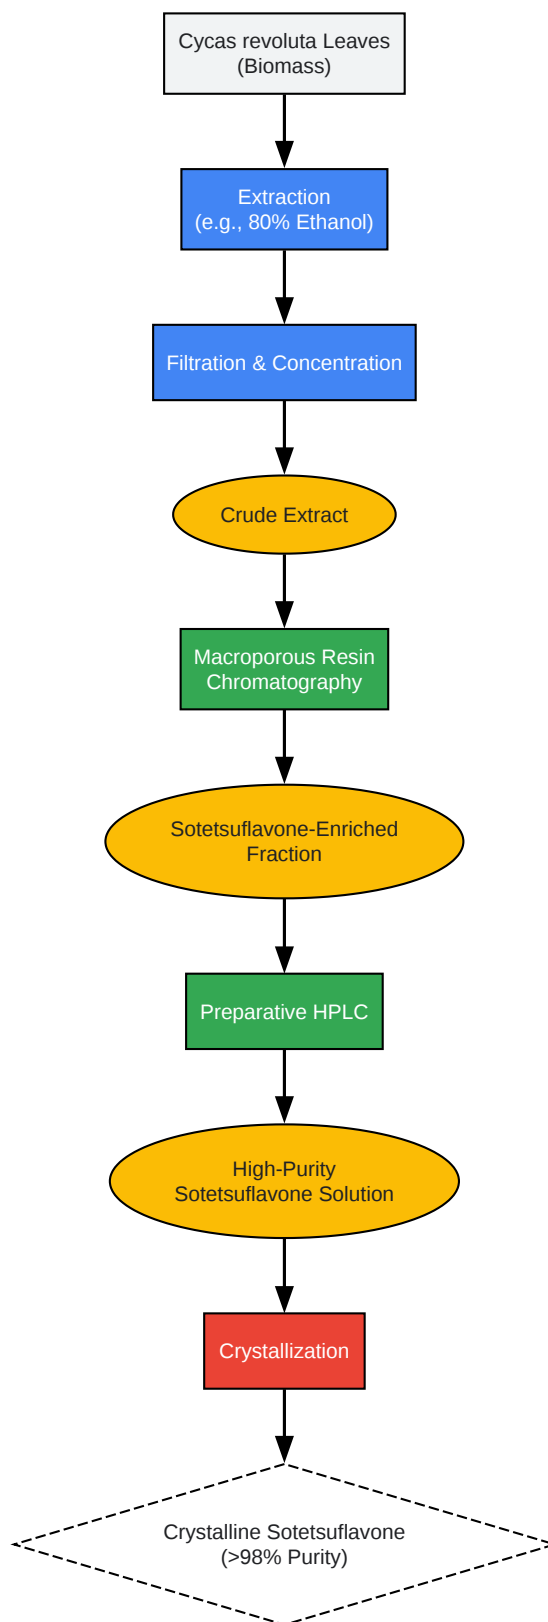 Cycas revoluta Leaves
(Biomass)
Extraction
(e.g., 80% Ethanol)
Filtration & Concentration
Crude Extract
Macroporous Resin
Chromatography
Sotetsuflavone-Enriched
Fraction
Preparative HPLC
High-Purity
Sotetsuflavone Solution
Crystallization
Crystalline Sotetsuflavone
(>98% Purity)